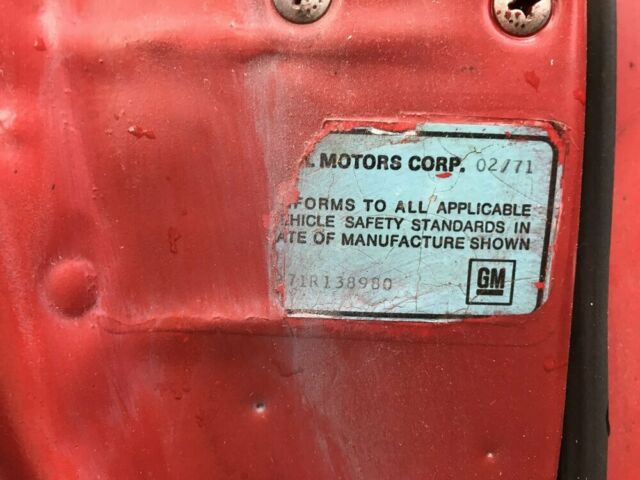 L MOTORS CORP. 02/71
FORMS TO ALL APPLICABLE
HICLE SAFETY STANDARDS IN
ATE OF MANUFACTURE SHOWN
71R138980
GM